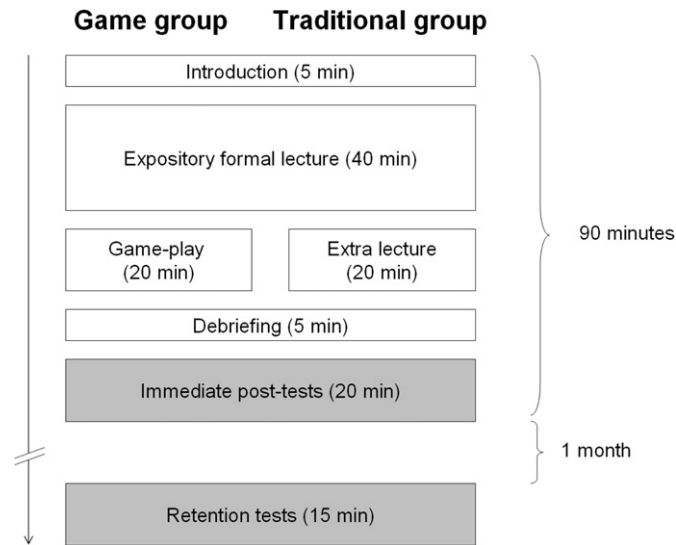 Game group Traditional group
Introduction (5 min)
Expository formal lecture (40 min)
Game-play
(20 min)
Extra lecture
(20 min)
Debriefing (5 min)
Immediate post-tests (20 min)
90 minutes
1 month
Retention tests (15 min)